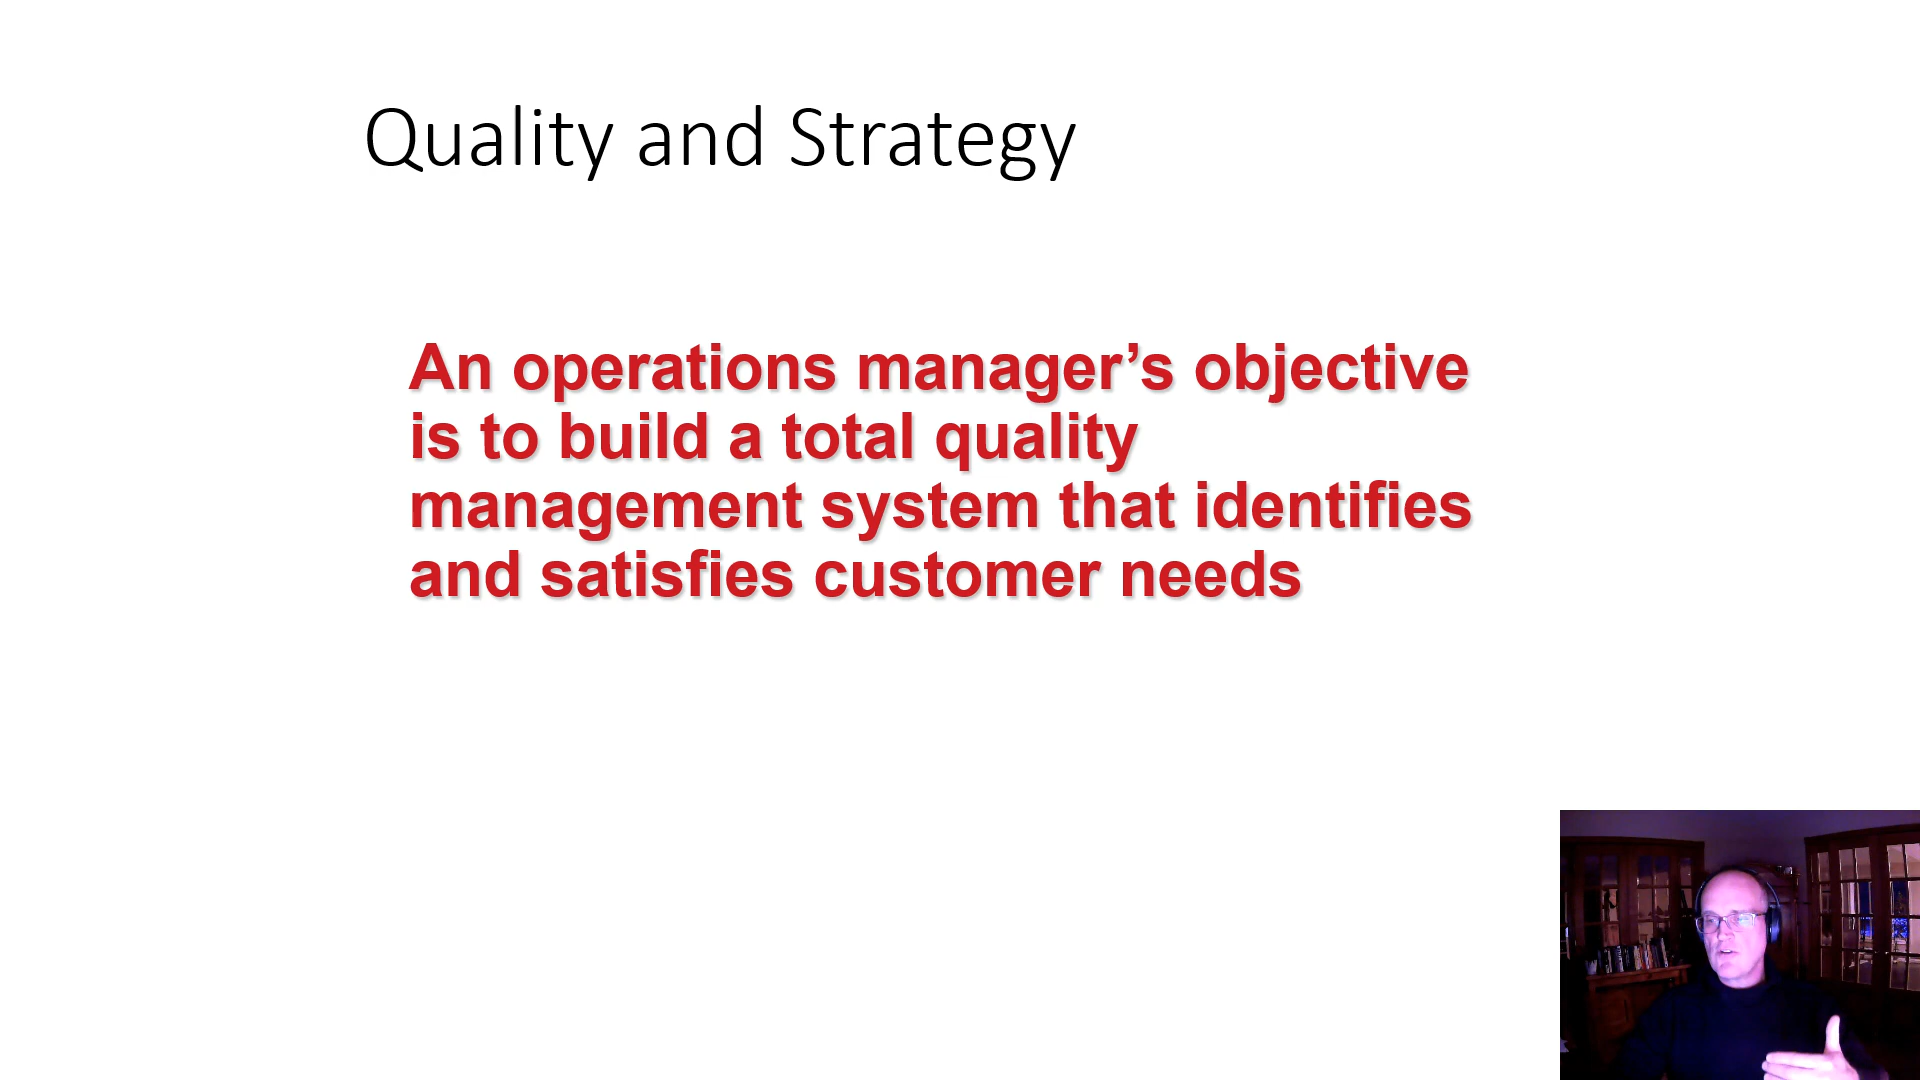 Quality and Strategy
An operations manager’s objective
is to build a total quality
management system that identifies
and satisfies customer needs